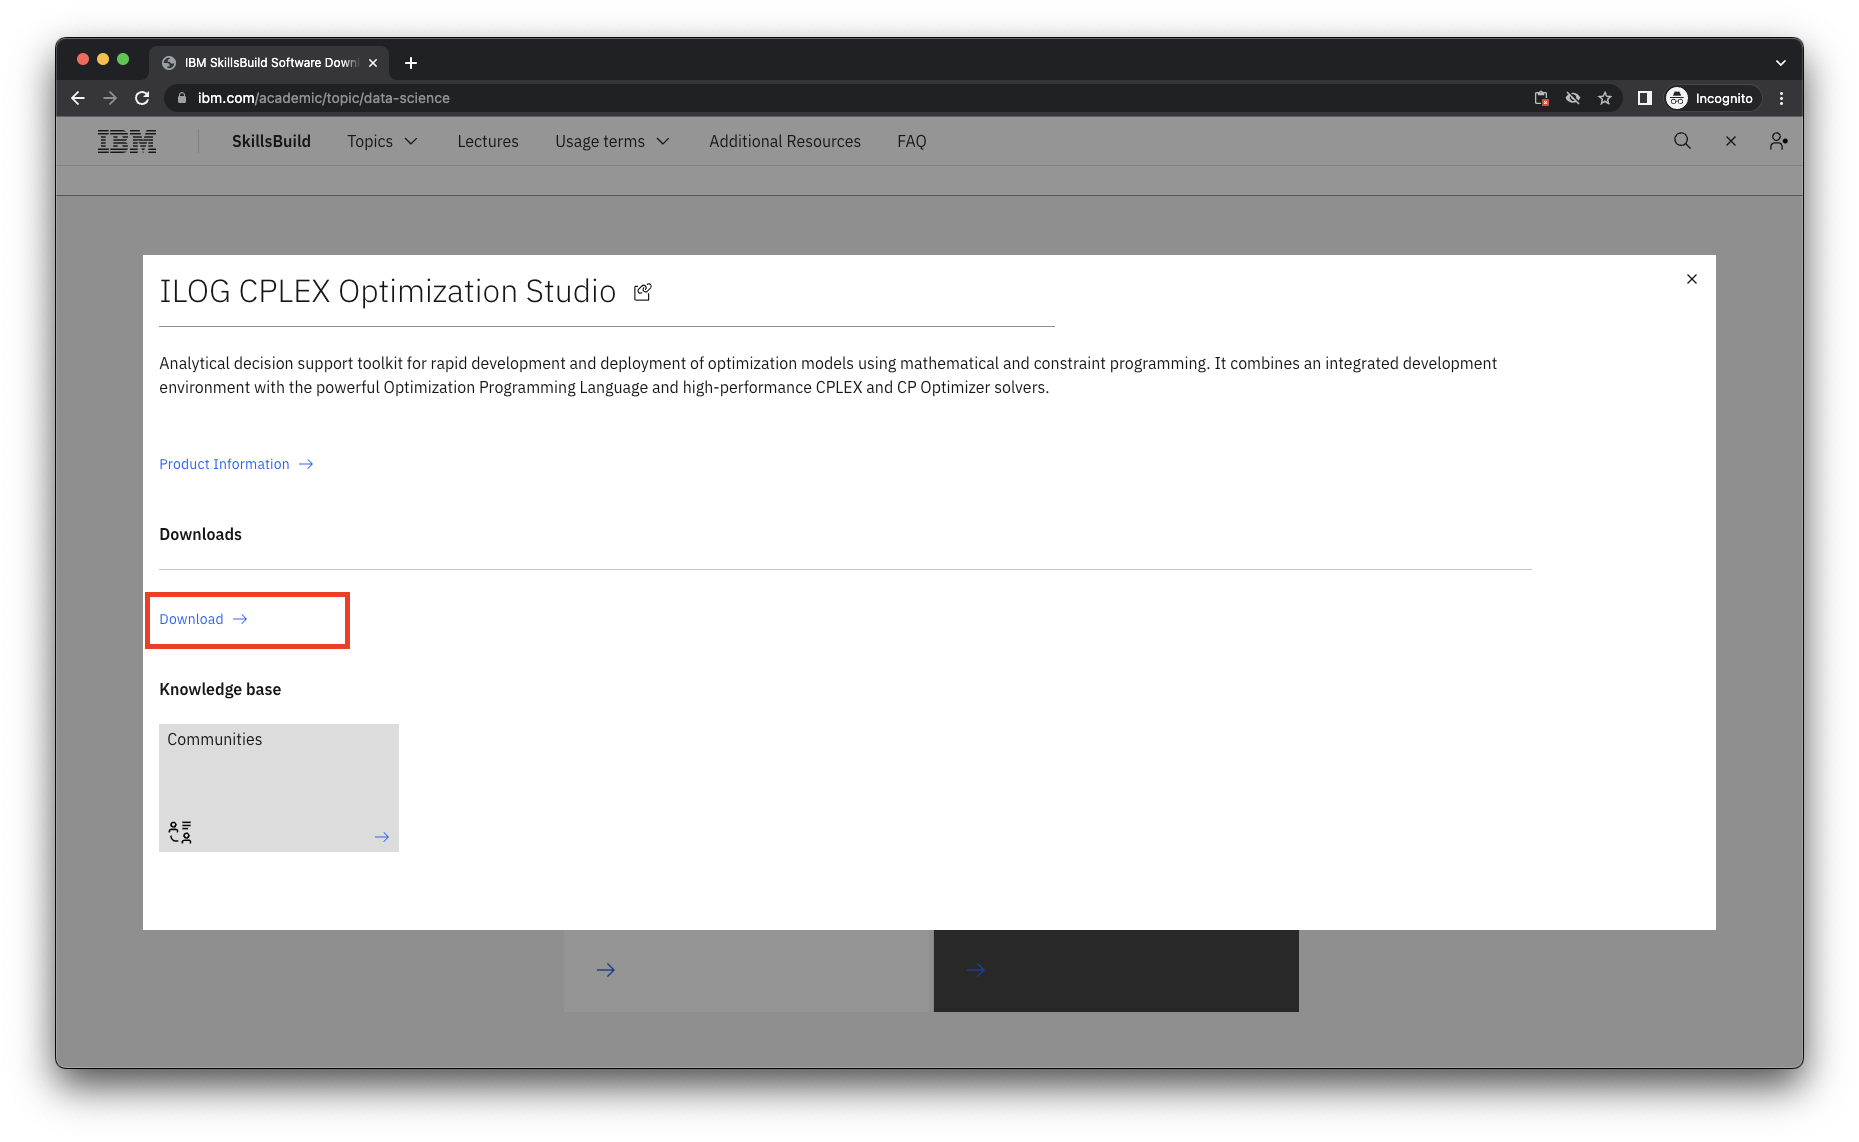 IBM SkillsBuild Software Down
ibm.com/academic/topic/data-science
Incognito
IBM
SkillsBuild
Topics
Lectures
Usage terms
Additional Resources
FAQ
ILOG CPLEX Optimization Studio
Analytical decision support toolkit for rapid development and deployment of optimization models using mathematical and constraint programming. It combines an integrated development
environment with the powerful Optimization Programming Language and high-performance CPLEX and CP Optimizer solvers.
Product Information
Downloads
Download
Knowledge base
Communities